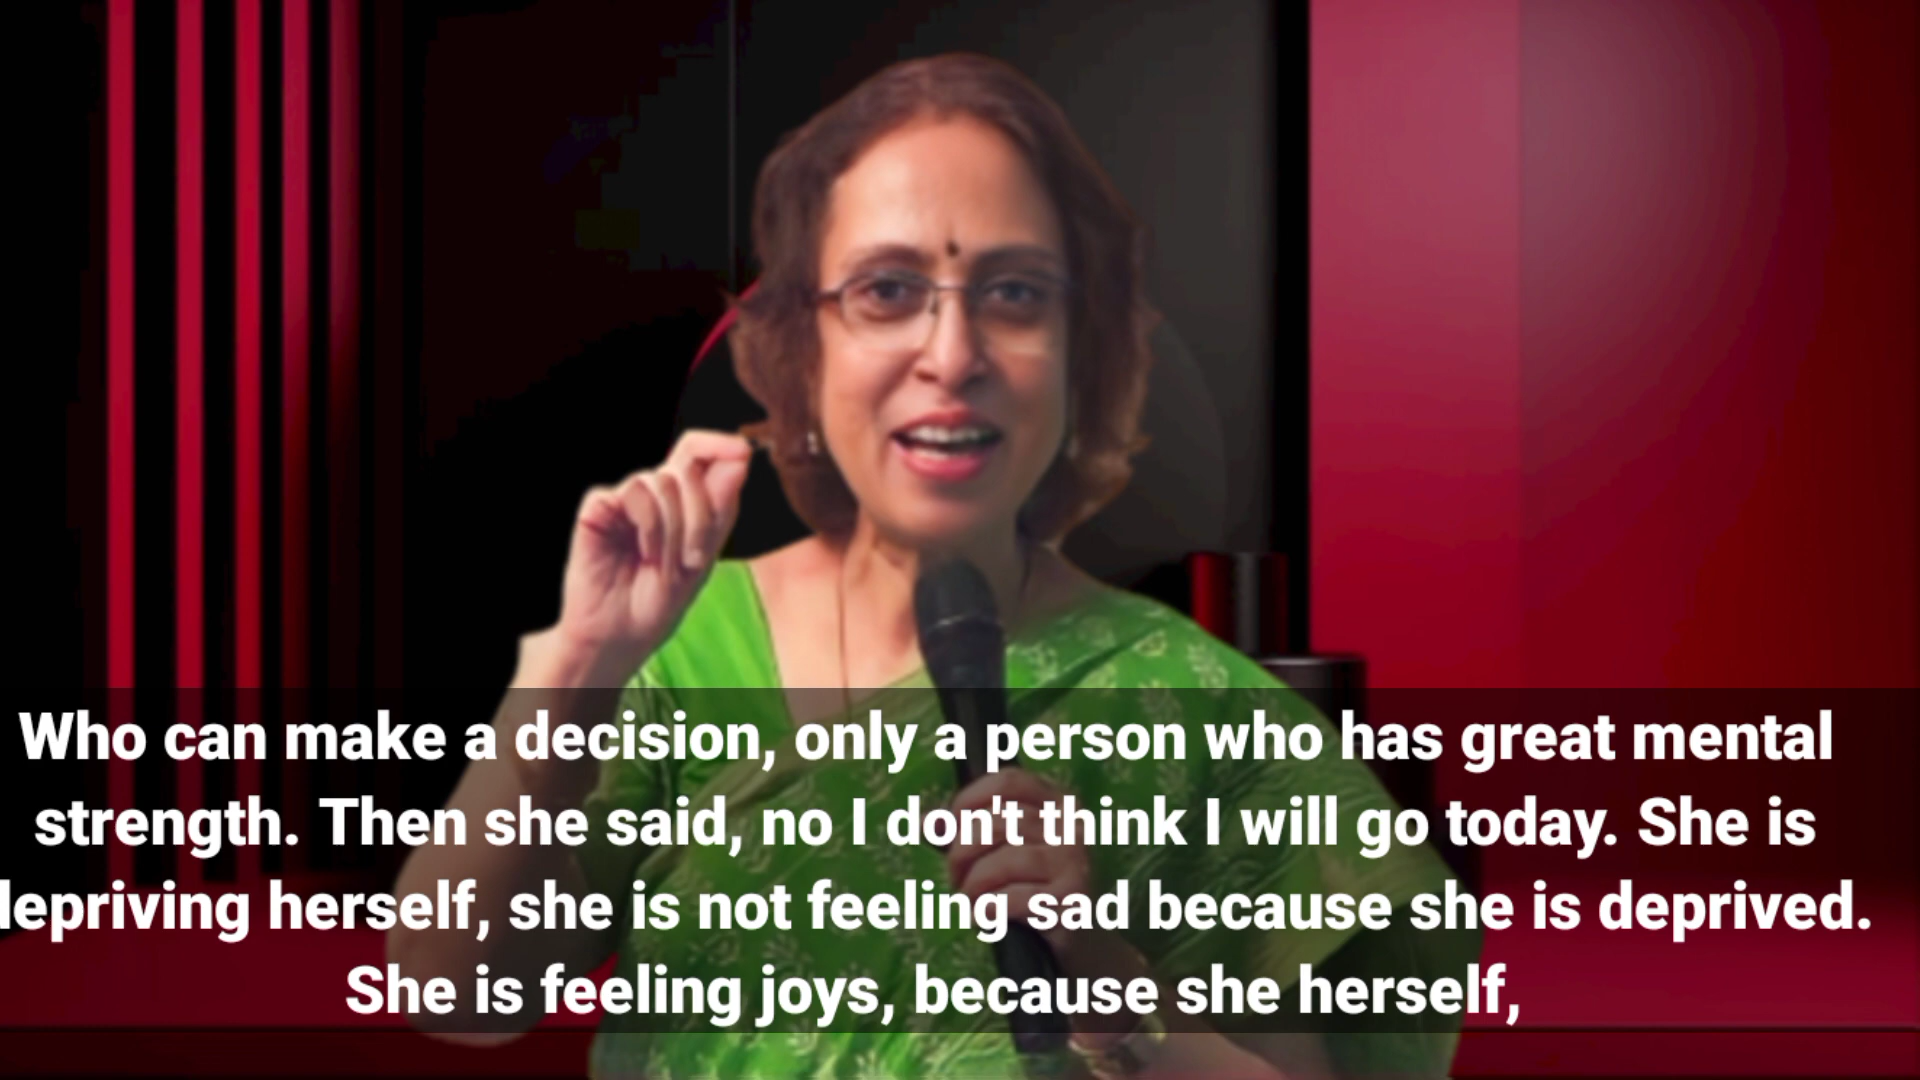 Who can make a decision, only a person who has great mental
strength. Then she said, no I don't think I will go today. She is
depriving herself, she is not feeling sad because she is deprived.
She is feeling joys, because she herself,